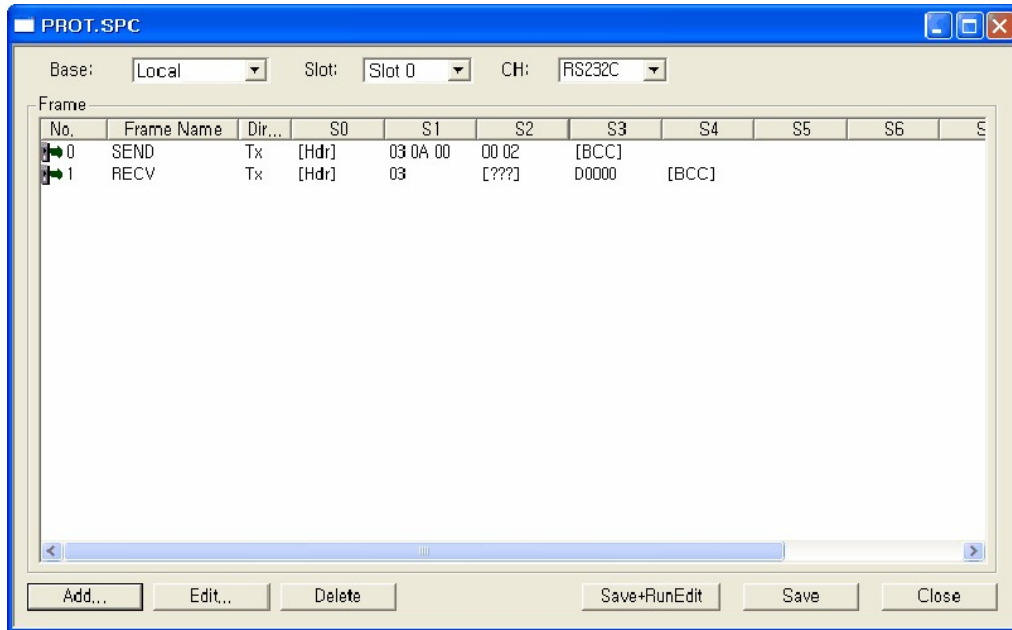 PROT.SPC
Base: Local Slot: Slot 0 CH: RS232C
Frame
No. Frame Name Dir... S0 S1 S2 S3 S4 S5 S6 S
0 SEND Tx [Hdr] 03 0A 00 00 02 [BCC]
1 RECV Tx [Hdr] 03 [???] D0000 [BCC]
Add... Edit... Delete Save+RunEdit Save Close